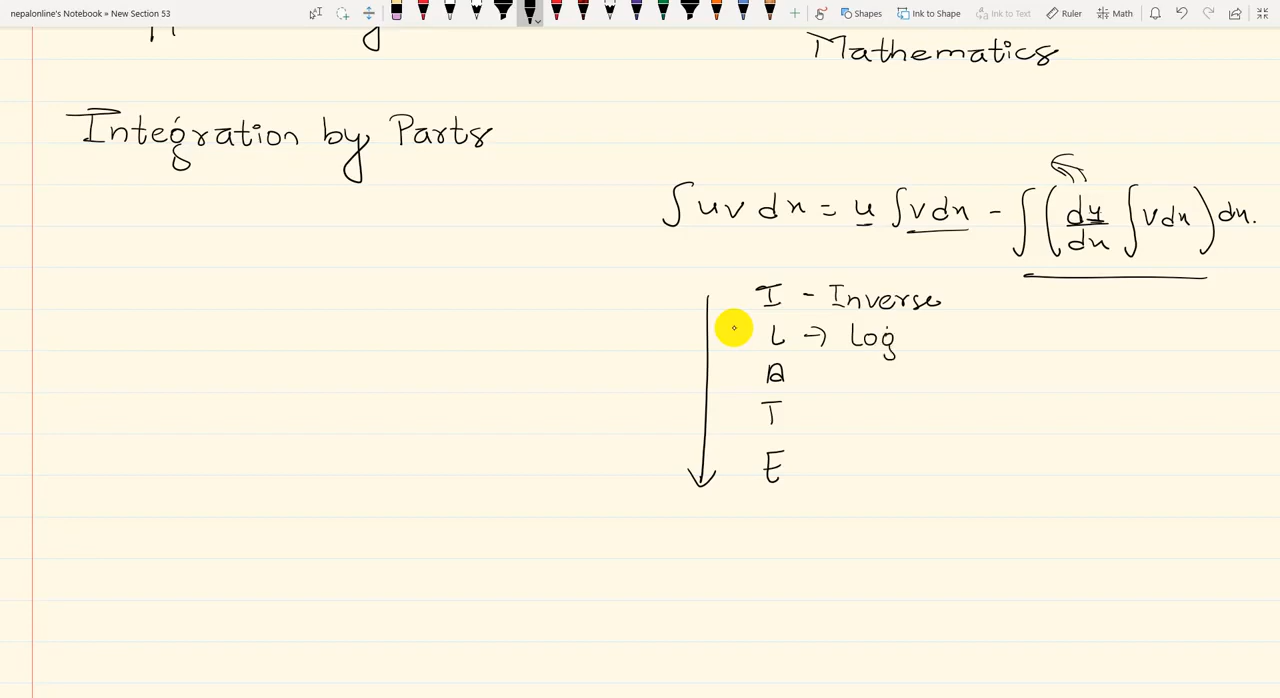 nepalonline's Notebook » New Section 53
Shapes Ink to Shape Ink to Text Ruler Math
Mathematics
Integration by Parts
∫ u v dx = u ∫ v dx - ∫ ( du/dx ∫ v dx ) dx.
I - Inverse
L → Log
A
T
E